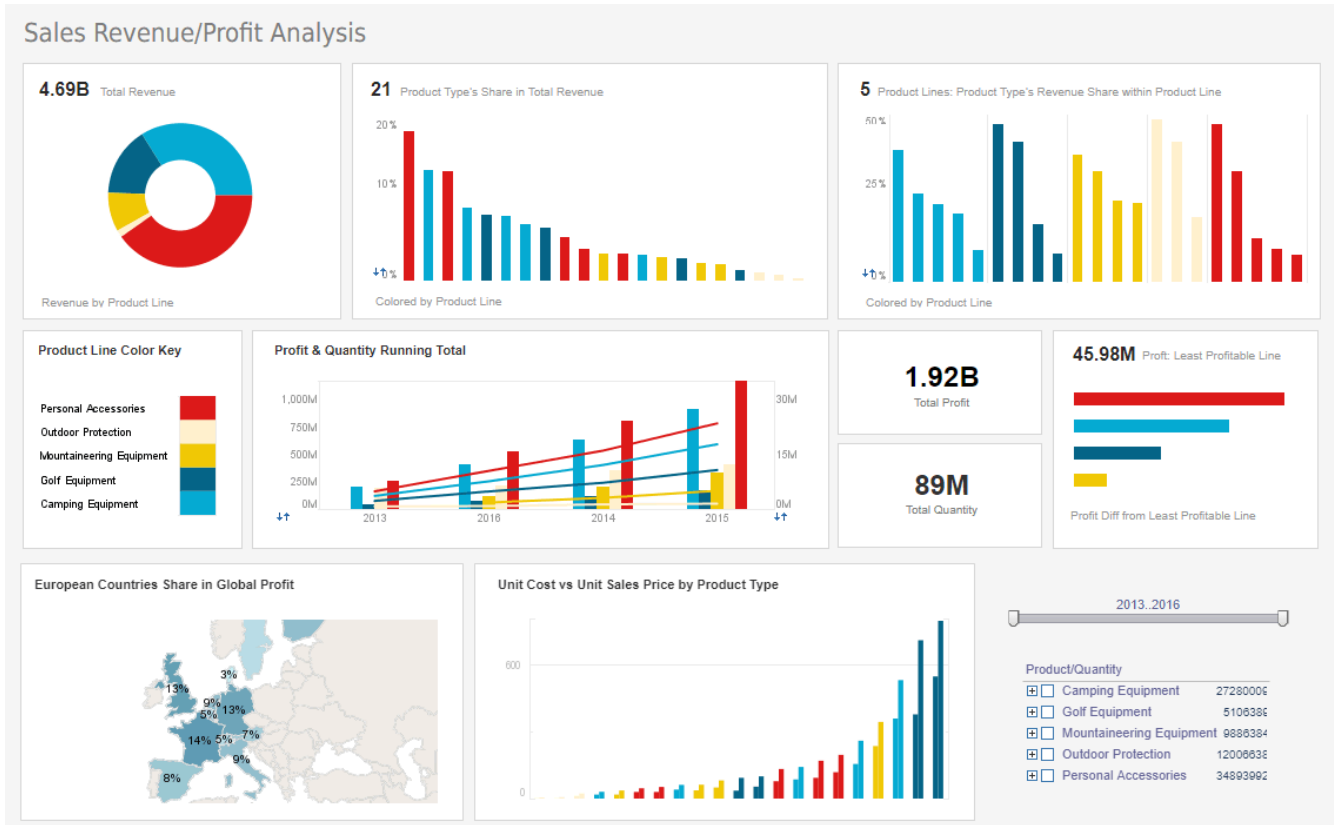 Sales Revenue/Profit Analysis
4.69B Total Revenue
Revenue by Product Line
21 Product Type's Share in Total Revenue
20%
10%
0%
Colored by Product Line
5 Product Lines: Product Type's Revenue Share within Product Line
50%
25%
0%
Colored by Product Line
Product Line Color Key
Personal Accessories
Outdoor Protection
Mountaineering Equipment
Golf Equipment
Camping Equipment
Profit & Quantity Running Total
1,000M
750M
500M
250M
0M
30M
15M
0M
2013 2016 2014 2015
1.92B
Total Profit
89M
Total Quantity
45.98M Proft: Least Profitable Line
Profit Diff from Least Profitable Line
European Countries Share in Global Profit
3%
13%
9%
13%
5%
14%
5%
7%
9%
8%
Unit Cost vs Unit Sales Price by Product Type
600
0
2013..2016
Product/Quantity
Camping Equipment
Golf Equipment 5106389
Mountaineering Equipment 9886384
Outdoor Protection
Personal Accessories 34893992